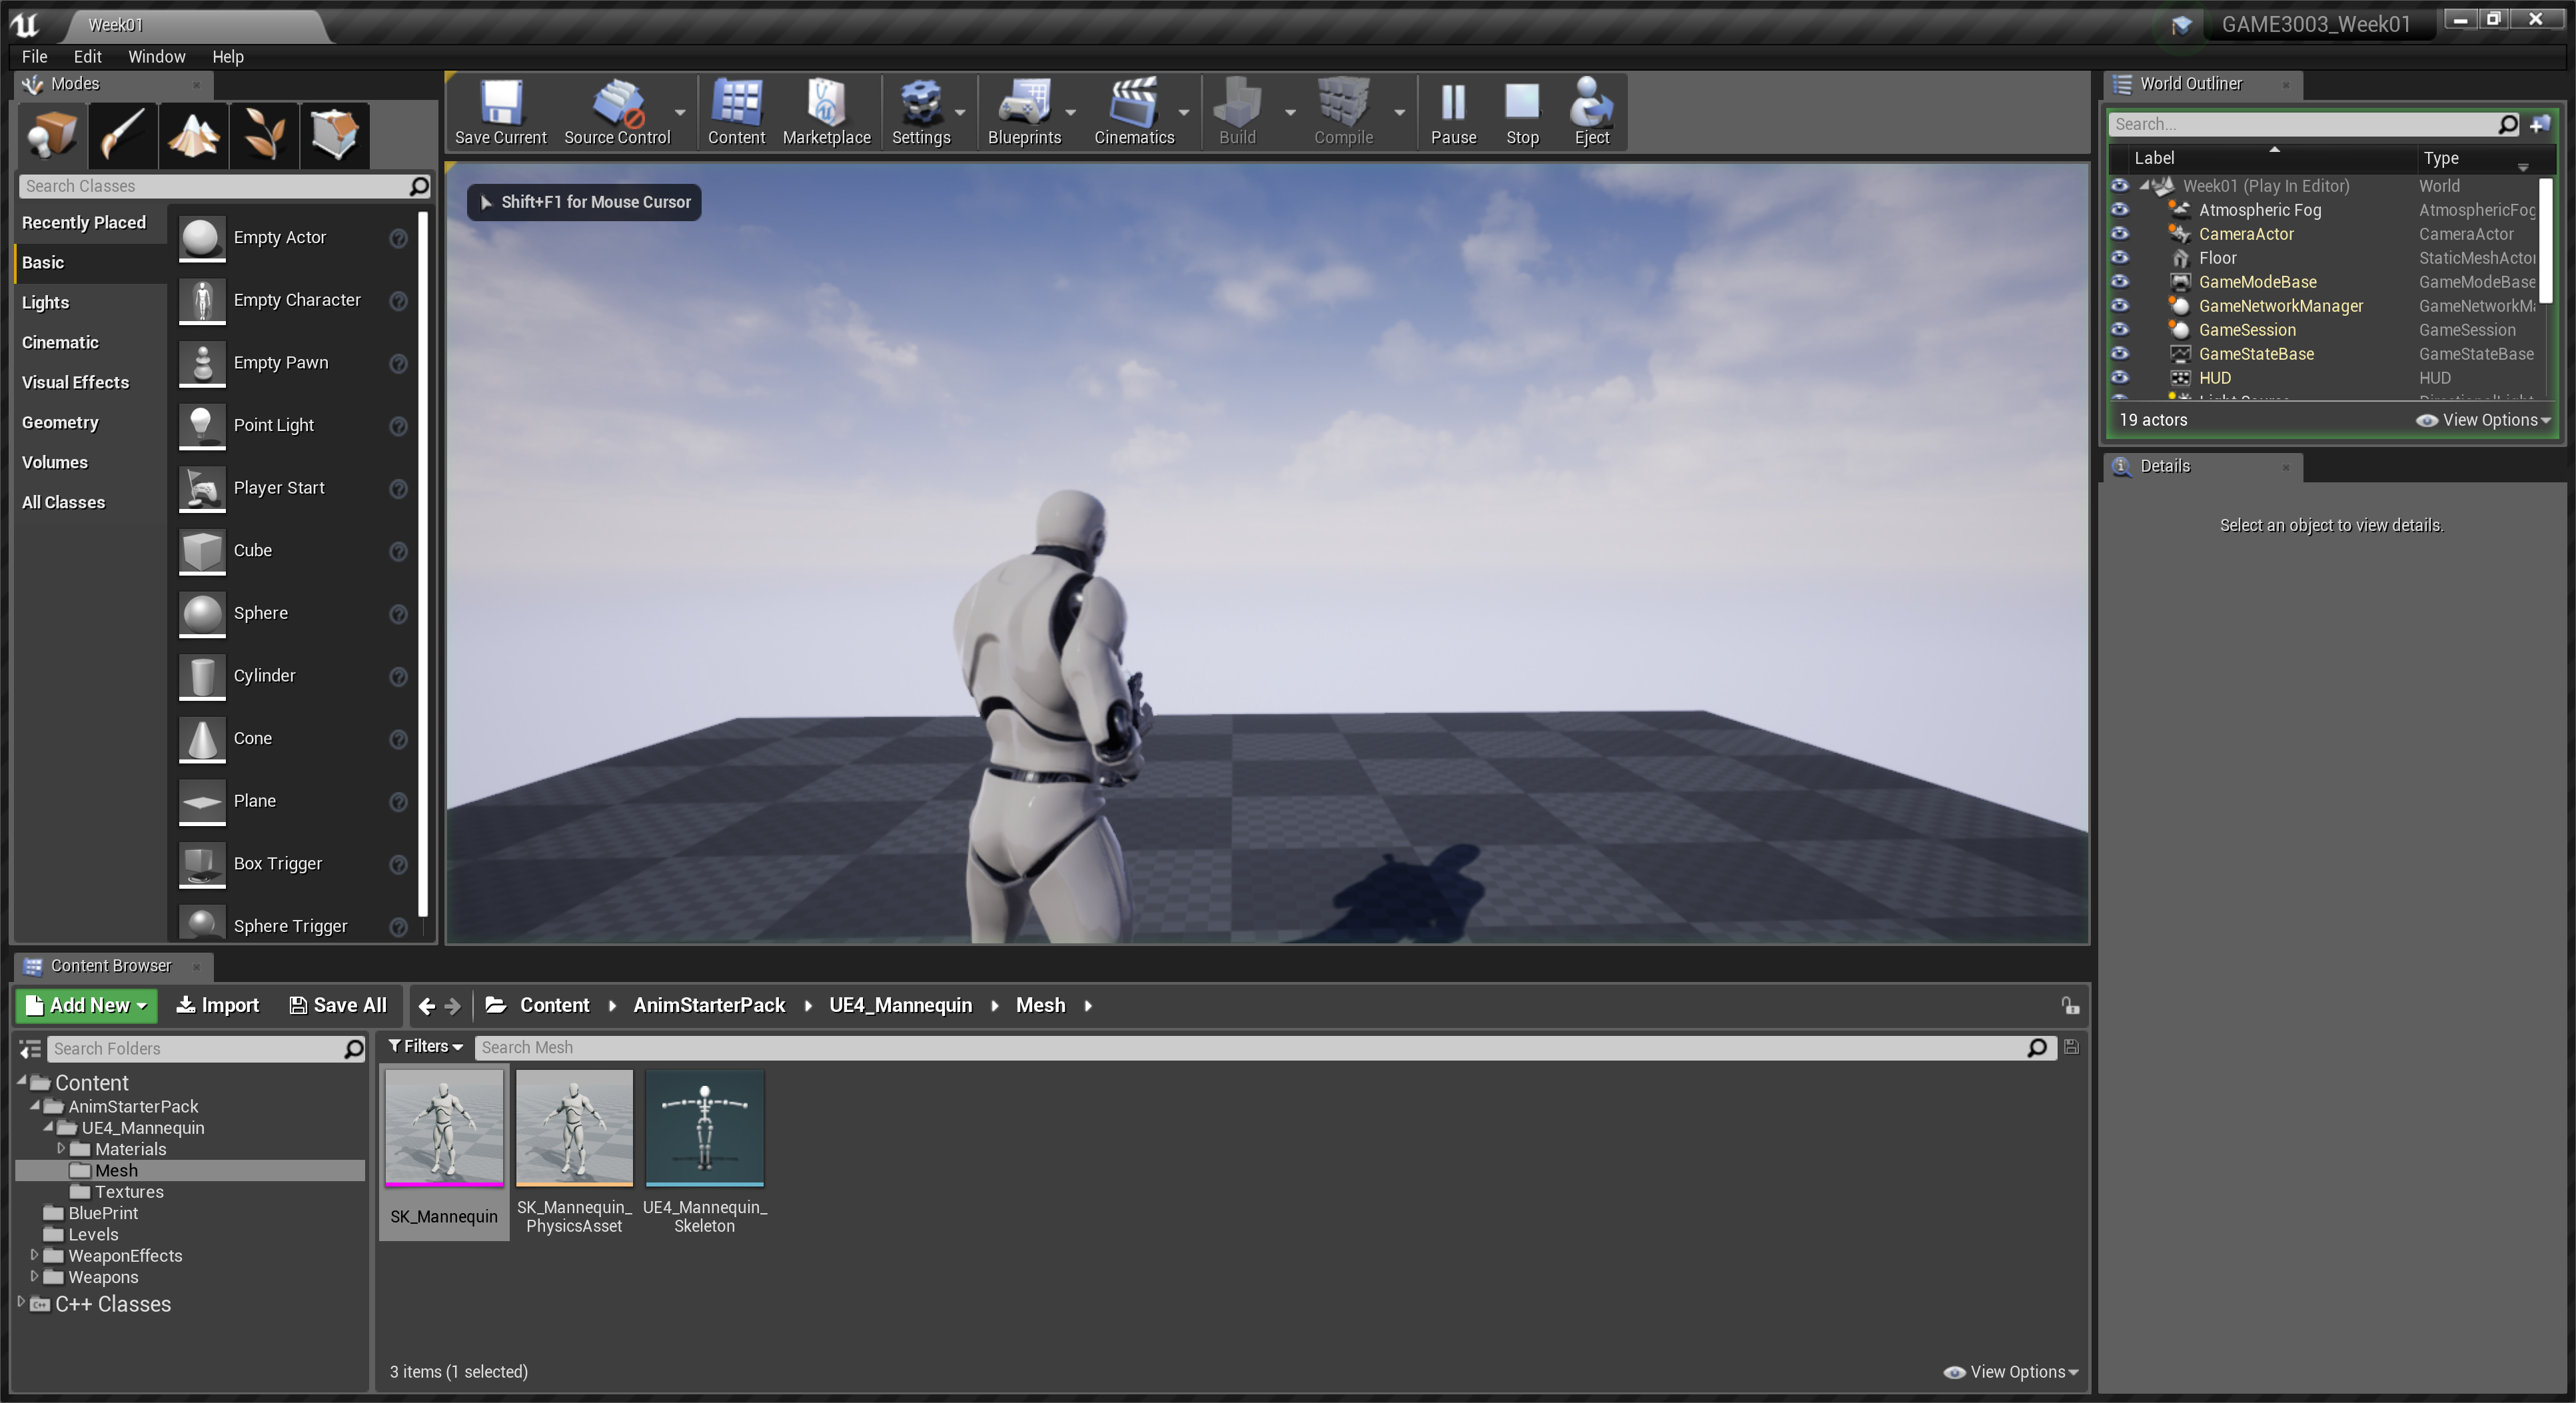 Week01
GAME3003_Week01
File Edit Window Help
Modes
Search Classes
Recently Placed
Basic
Lights
Cinematic
Visual Effects
Geometry
Volumes
All Classes
Empty Actor
Empty Character
Empty Pawn
Point Light
Player Start
Cube
Sphere
Cylinder
Cone
Plane
Box Trigger
Sphere Trigger
Save Current Source Control Content Marketplace Settings Blueprints Cinematics Build Compile Pause Stop Eject
Shift+F1 for Mouse Cursor
World Outliner
Search...
Label Type
Week01 (Play In Editor) World
Atmospheric Fog AtmosphericFog
CameraActor CameraActor
Floor StaticMeshActor
GameModeBase GameModeBase
GameNetworkManager GameNetworkM
GameSession GameSession
GameStateBase GameStateBase
HUD HUD
19 actors View Options
Details
Select an object to view details.
Content Browser
Add New Import Save All Content AnimStarterPack UE4_Mannequin Mesh
Search Folders
Content
AnimStarterPack
UE4_Mannequin
Materials
Mesh
Textures
BluePrint
Levels
WeaponEffects
Weapons
C++ Classes
Filters Search Mesh
SK_Mannequin
SK_Mannequin_
PhysicsAsset
UE4_Mannequin_
Skeleton
3 items (1 selected) View Options